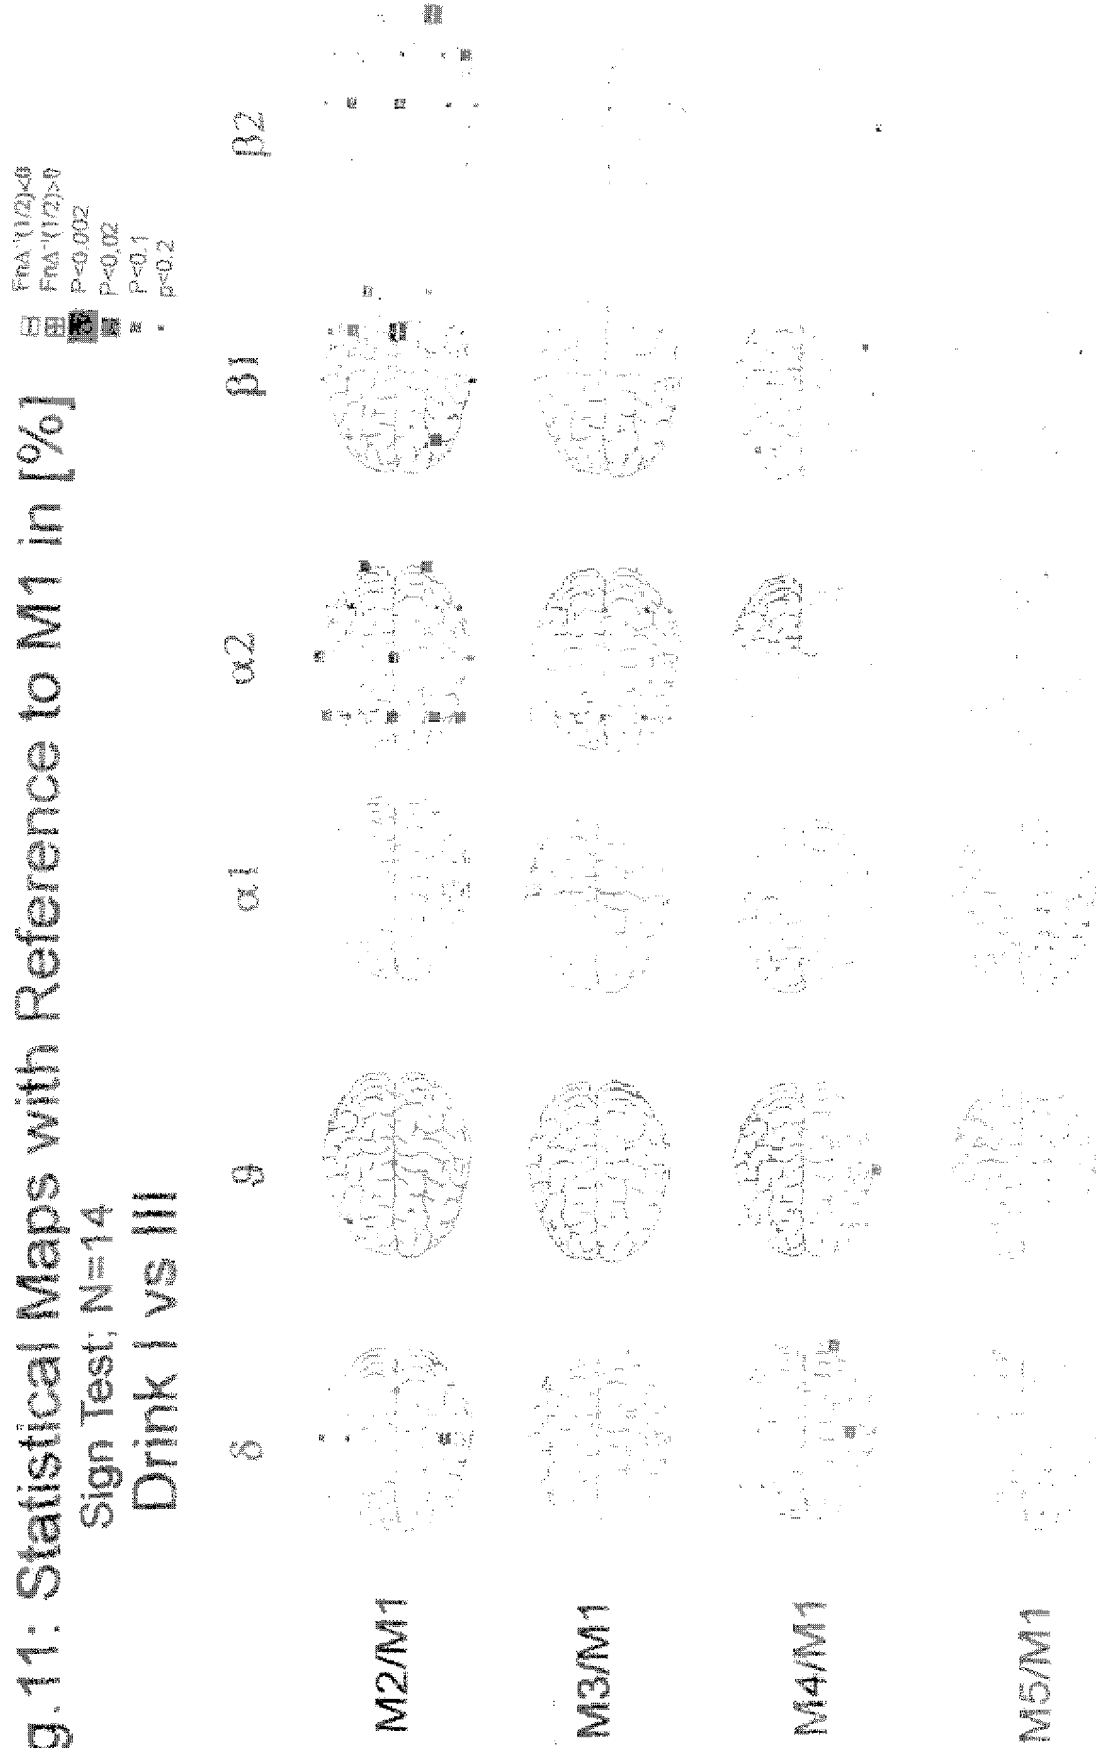 g. 11: Statistical Maps with Reference to M1 in [%]
Sign Test; N=14
Drink I vs III
P<0.002
P<0,02
P<0.1
p<0.2
δ ϑ α1 α2 β1 β2
M2/M1
M3/M1
M4/M1
M5/M1